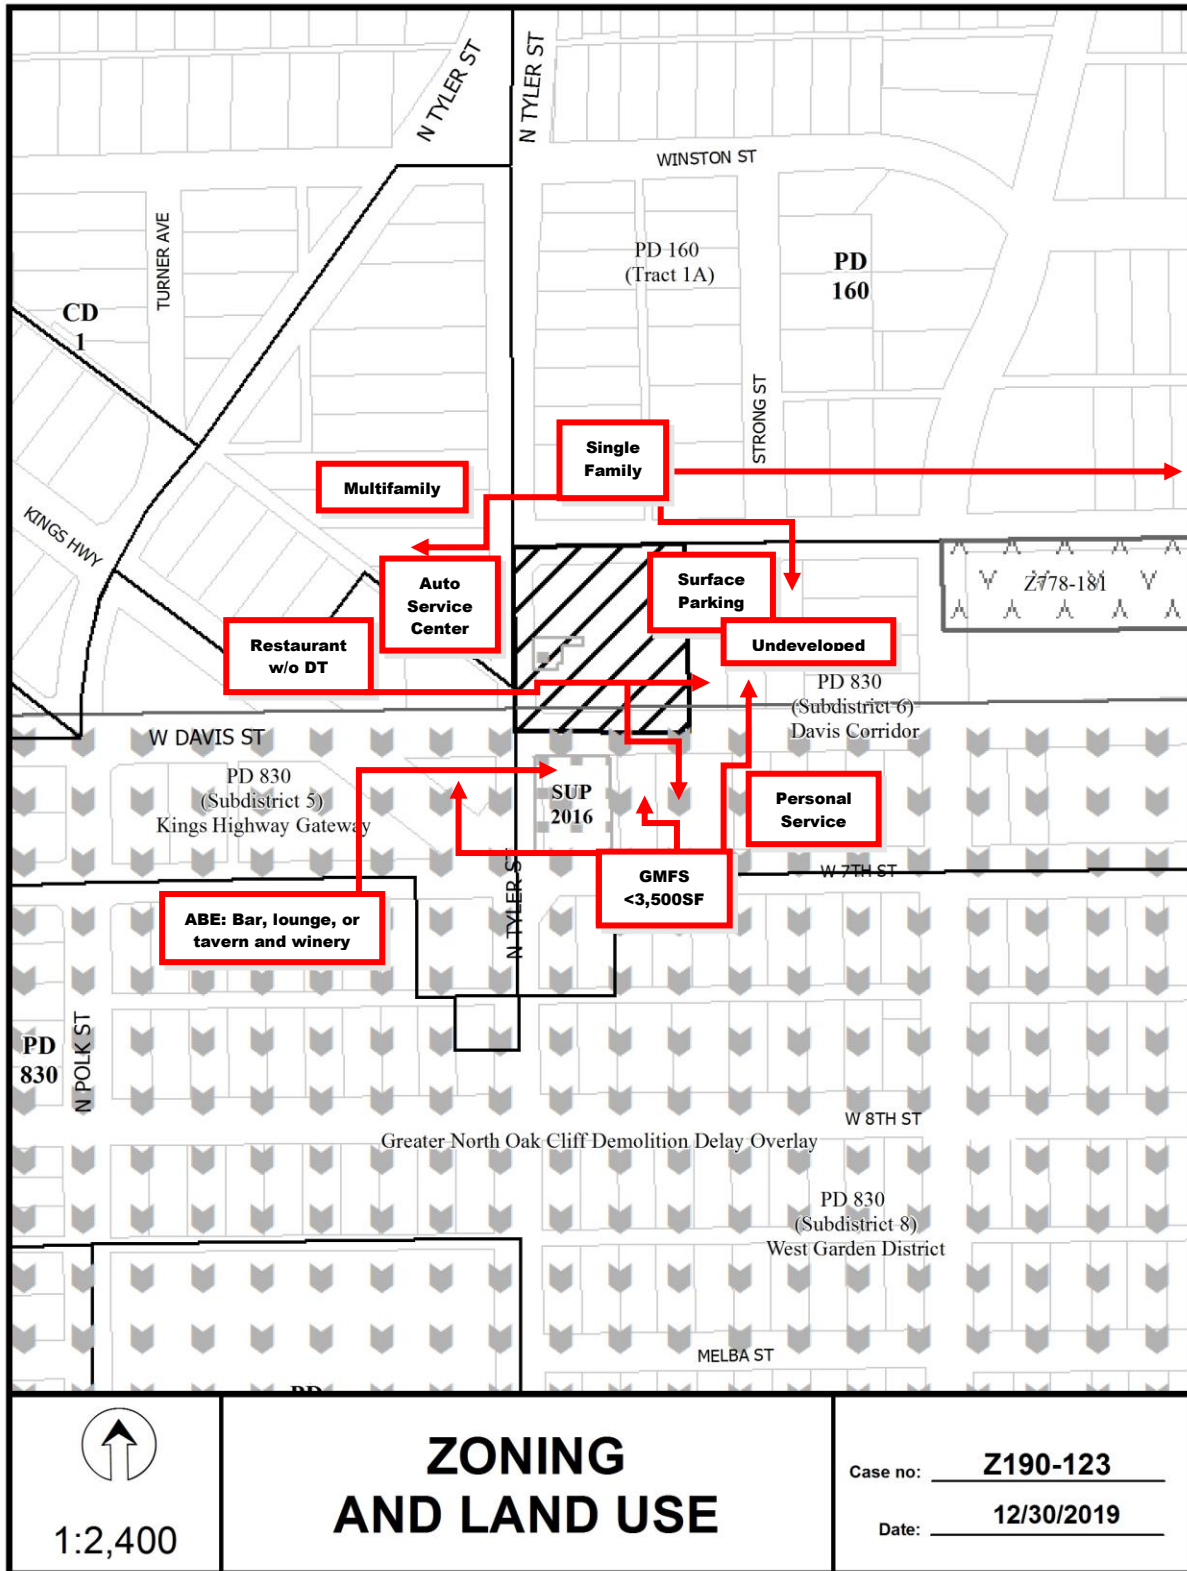 N TYLER ST
N TYLER ST
WINSTON ST
TURNER AVE
PD 160
(Tract 1A)
PD
160
CD
1
STRONG ST
Single
Family
Multifamily
KINGS HWY
Auto
Service
Center
Surface
Parking
Z778-181
Restaurant
w/o DT
Undeveloped
PD 830
(Subdistrict 6)
Davis Corridor
W DAVIS ST
PD 830
(Subdistrict 5)
Kings Highway Gateway
SUP
2016
Personal
Service
GMFS
<3,500SF
W 7TH ST
ABE: Bar, lounge, or
tavern and winery
N TYLER ST
PD
830
N POLK ST
W 8TH ST
Greater North Oak Cliff Demolition Delay Overlay
PD 830
(Subdistrict 8)
West Garden District
MELBA ST
1:2,400
ZONING
AND LAND USE
Case no: Z190-123
Date: 12/30/2019